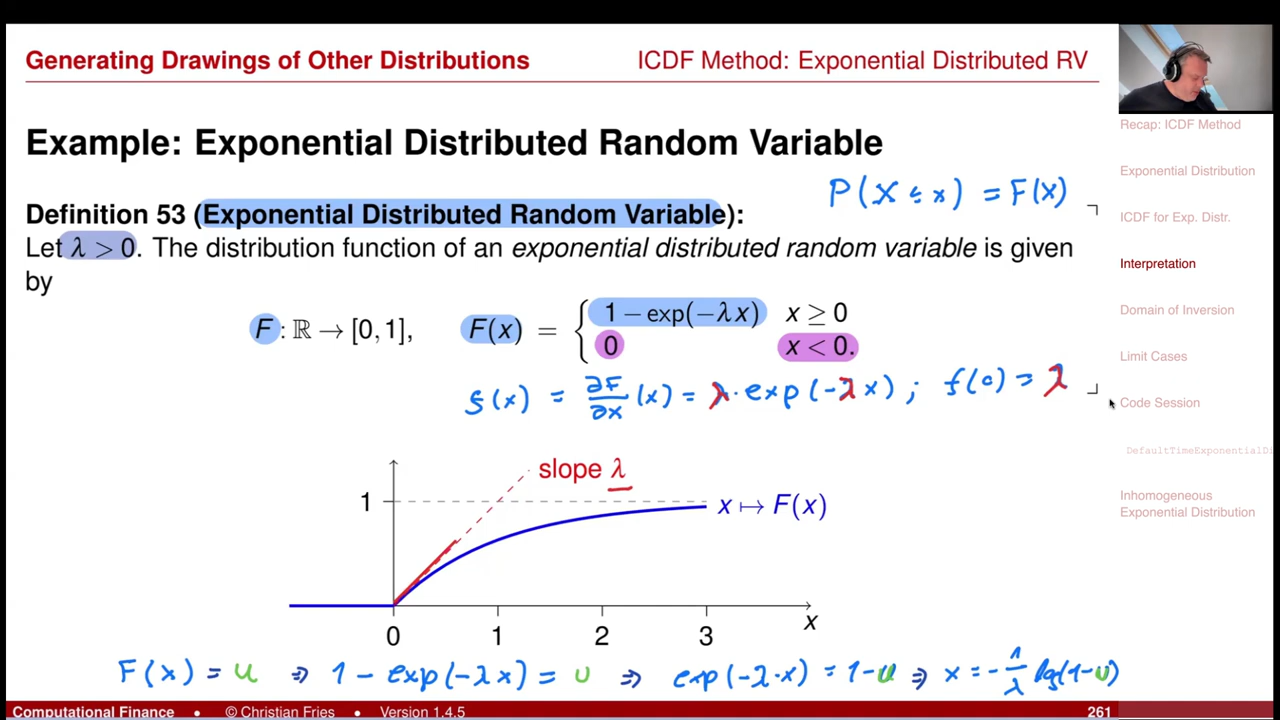 Generating Drawings of Other Distributions
ICDF Method: Exponential Distributed RV
Example: Exponential Distributed Random Variable
P(X ≤ x) = F(x)
Definition 53 (Exponential Distributed Random Variable):
Let λ > 0. The distribution function of an exponential distributed random variable is given
by
F : ℝ → [0, 1], F(x) = { 1 − exp(−λx) x ≥ 0
0 x < 0.
f(x) = ∂F/∂x (x) = λ · exp(−λx) ; f(0) = λ
slope λ
1
x ↦ F(x)
0 1 2 3 x
F(x) = u ⇒ 1 − exp(−λx) = u ⇒ exp(−λ·x) = 1−u ⇒ x = −1/λ log(1−u)
Computational Finance • © Christian Fries • Version 1.4.5 261
Recap: ICDF Method
Exponential Distribution
ICDF for Exp. Distr.
Interpretation
Domain of Inversion
Limit Cases
Code Session
DefaultTimeExponentialDi
Inhomogeneous
Exponential Distribution